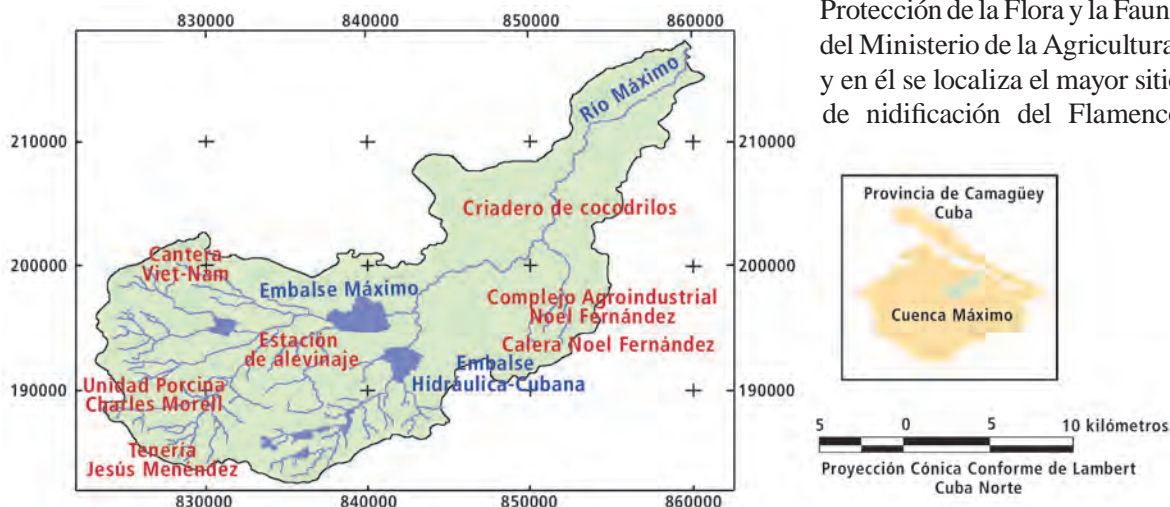 Protección de la Flora y la Faun
del Ministerio de la Agricultura
y en él se localiza el mayor sitio
de nidificación del Flamenco
830000 840000 850000 860000
210000
200000
190000
Río Máximo
Criadero de cocodrilos
Cantera
Viet-Nam
Embalse Máximo
Complejo Agroindustrial
Noel Fernández
Estación
de alevinaje
Calera Noel Fernández
Embalse
Hidráulica Cubana
Unidad Porcina
Charles Morell
Tenería
Jesús Menéndez
210000
200000
190000
830000 840000 850000 860000
Provincia de Camagüey
Cuba
Cuenca Máximo
5 0 5 10 kilómetros
Proyección Cónica Conforme de Lambert
Cuba Norte